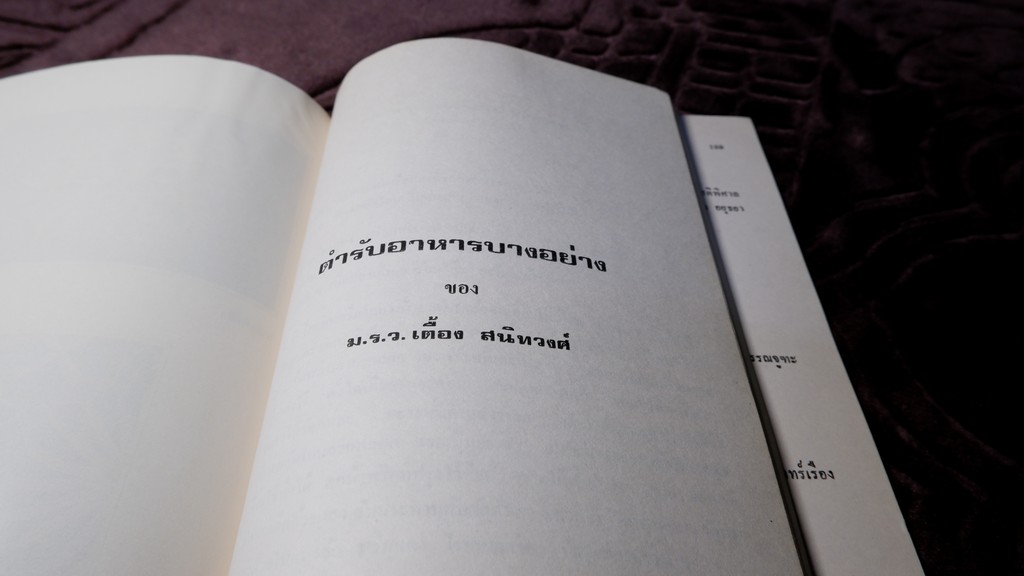 ตำรับอาหารบางอย่าง
ของ
ม.ร.ว. เตื้อง สนิทวงศ์